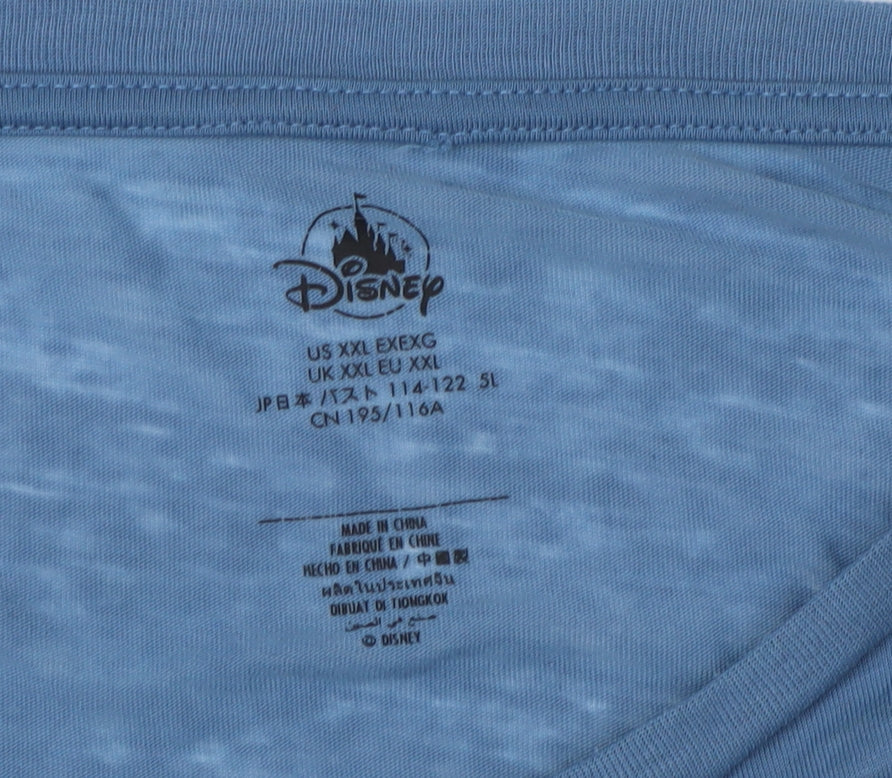 Disney
US XXL EXEXG
UK XXL EU XXL
JP日本 バスト 114-122 5L
CN 195/116A
MADE IN CHINA
FABRIQUÉ EN CHINE
HECHO EN CHINA / 中國製
ผลิตในประเทศจีน
DIBUAT DI TIONGKOK
صنع في الصين
© DISNEY